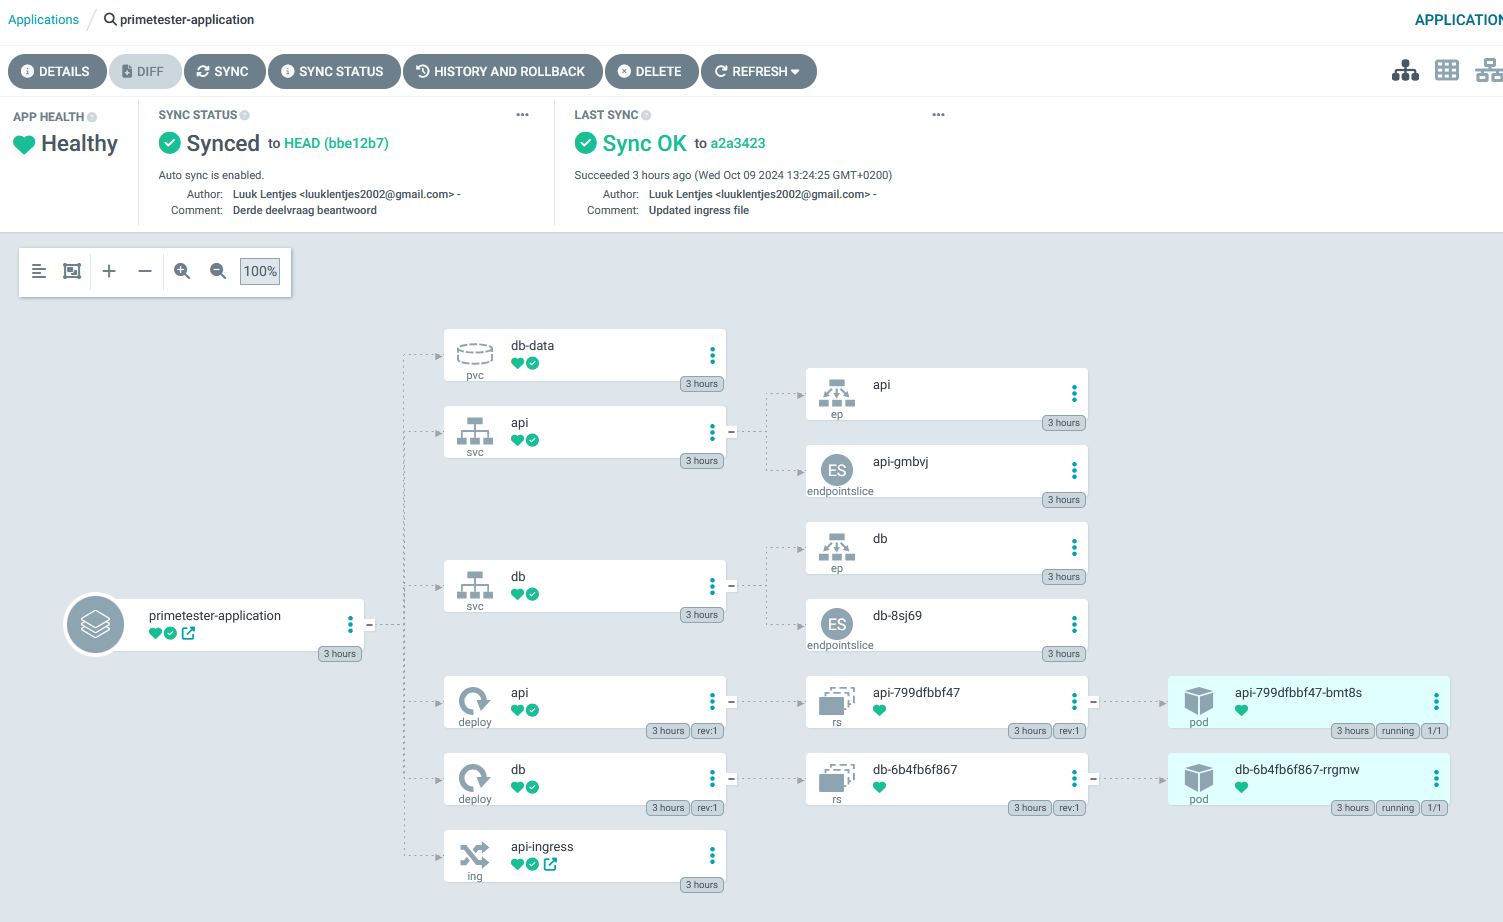 Applications / primetester-application
APPLICATION
DETAILS DIFF SYNC SYNC STATUS HISTORY AND ROLLBACK DELETE REFRESH
APP HEALTH
Healthy
SYNC STATUS
Synced to HEAD (bbe12b7)
Auto sync is enabled.
Author: Luuk Lentjes <luuklentjes2002@gmail.com> -
Comment: Derde deelvraag beantwoord
LAST SYNC
Sync OK to a2a3423
Succeeded 3 hours ago (Wed Oct 09 2024 13:24:25 GMT+0200)
Author: Luuk Lentjes <luuklentjes2002@gmail.com> -
Comment: Updated ingress file
100%
primetester-application
3 hours
db-data
pvc
3 hours
api
svc
3 hours
db
svc
3 hours
api
deploy
3 hours rev:1
db
deploy
3 hours rev:1
api-ingress
ing
3 hours
api
ep
3 hours
ES
api-gmbvj
endpointslice
3 hours
db
ep
3 hours
ES
db-8sj69
endpointslice
3 hours
api-799dfbbf47
rs
3 hours rev:1
db-6b4fb6f867
rs
3 hours rev:1
api-799dfbbf47-bmt8s
pod
3 hours running 1/1
db-6b4fb6f867-rrgmw
pod
3 hours running 1/1